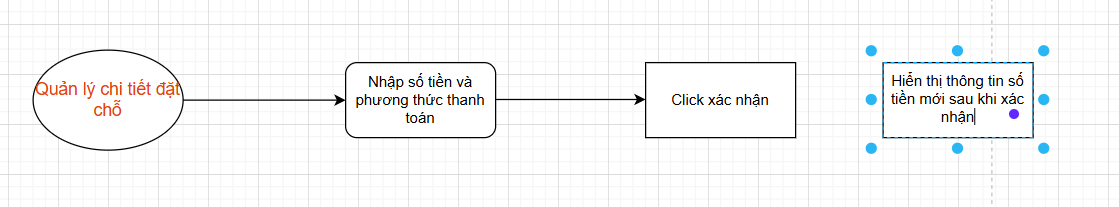 Quản lý chi tiết đặt
chỗ
Nhập số tiền và
phương thức thanh
toán
Click xác nhận
Hiển thị thông tin số
tiền mới sau khi xác
nhận